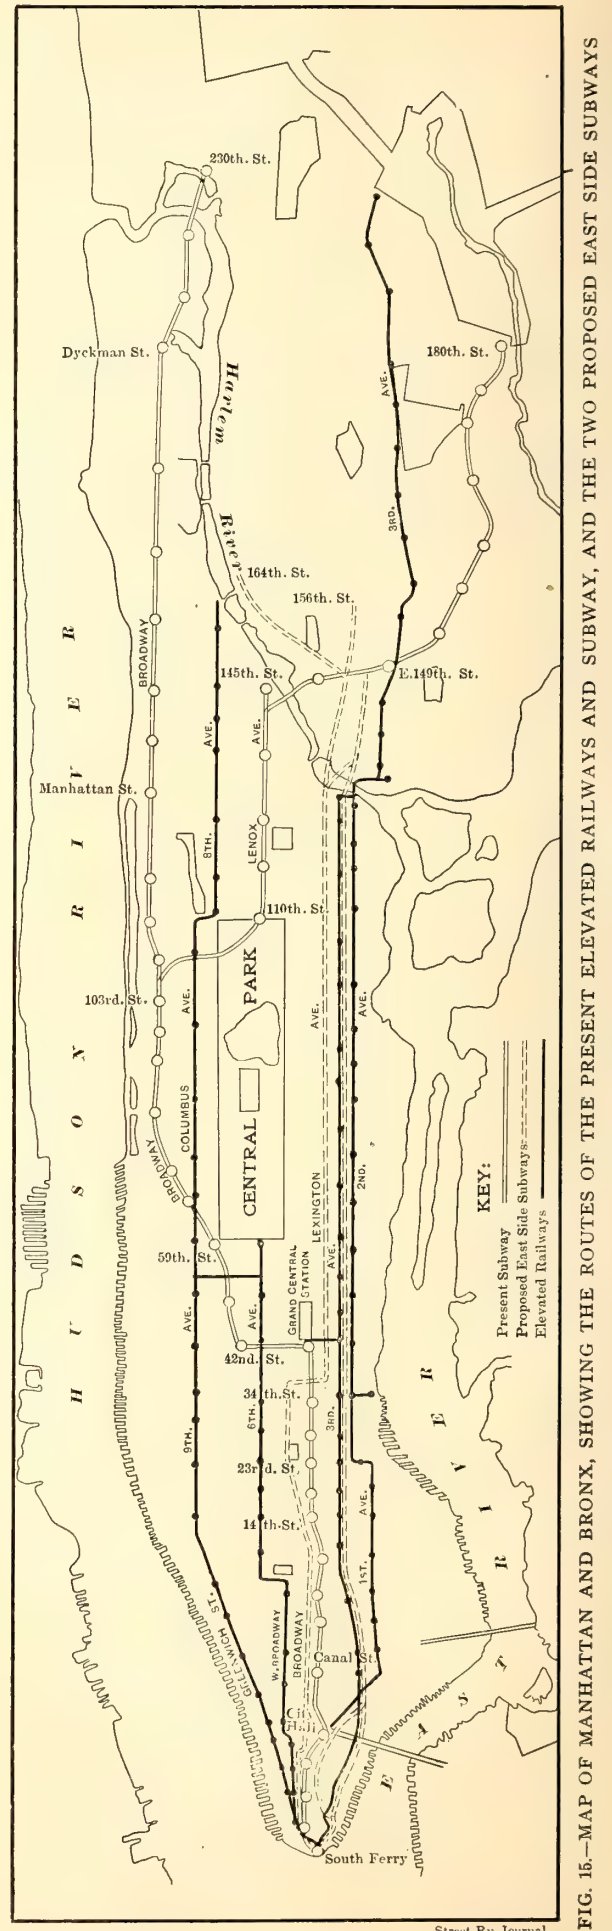 230th. St.
Dyckman St.
180th. St.
Harlem
River
AVE.
3RD.
164th. St.
156th. St.
BROADWAY
145th. St.
E.149th. St.
AVE.
AVE.
Manhattan St.
8TH.
LENOX
110th. St.
103rd. St.
AVE.
CENTRAL PARK
AVE.
AVE.
COLUMBUS
BROADWAY
LEXINGTON
2ND.
HUDSON RIVER
KEY:
Present Subway
Proposed East Side Subways
Elevated Railways
59th. St.
GRAND CENTRAL
STATION
AVE.
AVE.
AVE.
42nd. St.
34th. St.
9TH.
6TH.
3RD.
23rd. St.
14th. St.
AVE.
1ST.
GREENWICH ST.
W. BROADWAY
BROADWAY
Canal St.
Hall
EAST RIVER
South Ferry
Street Ry. Journal
FIG. 15.—MAP OF MANHATTAN AND BRONX, SHOWING THE ROUTES OF THE PRESENT ELEVATED RAILWAYS AND SUBWAY, AND THE TWO PROPOSED EAST SIDE SUBWAYS